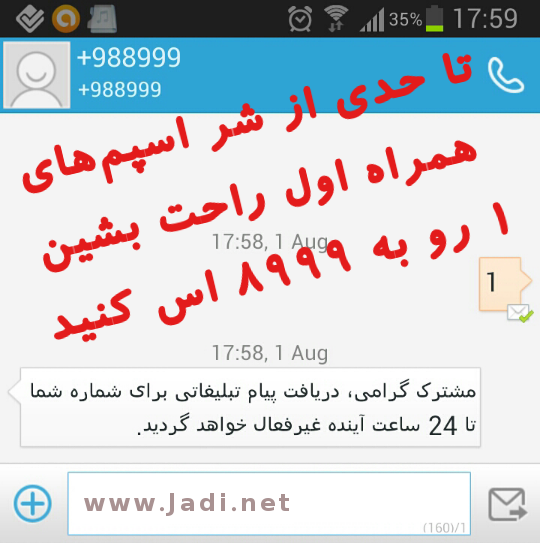 35% 17:59
+988999
+988999
تا حدی از شر اسپم‌های
همراه اول راحت بشین
۱ رو به ۸۹۹۹ اس کنید
17:58, 1 Aug
1
17:58, 1 Aug
مشترک گرامی، دریافت پیام تبلیغاتی برای شماره شما
تا 24 ساعت آینده غیرفعال خواهد گردید.
www.Jadi.net
(160)/1